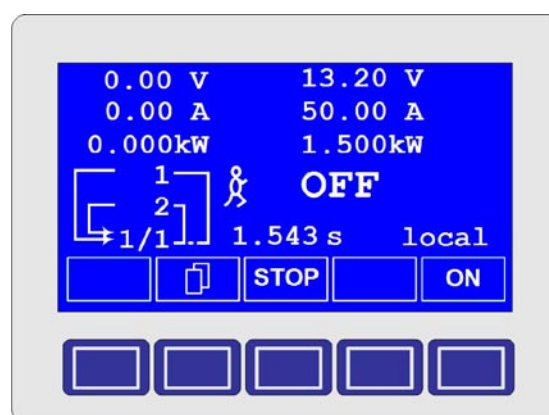 0.00 V 13.20 V
0.00 A 50.00 A
0.000kW 1.500kW
1 OFF
2
1/1 1.543 s local
STOP ON